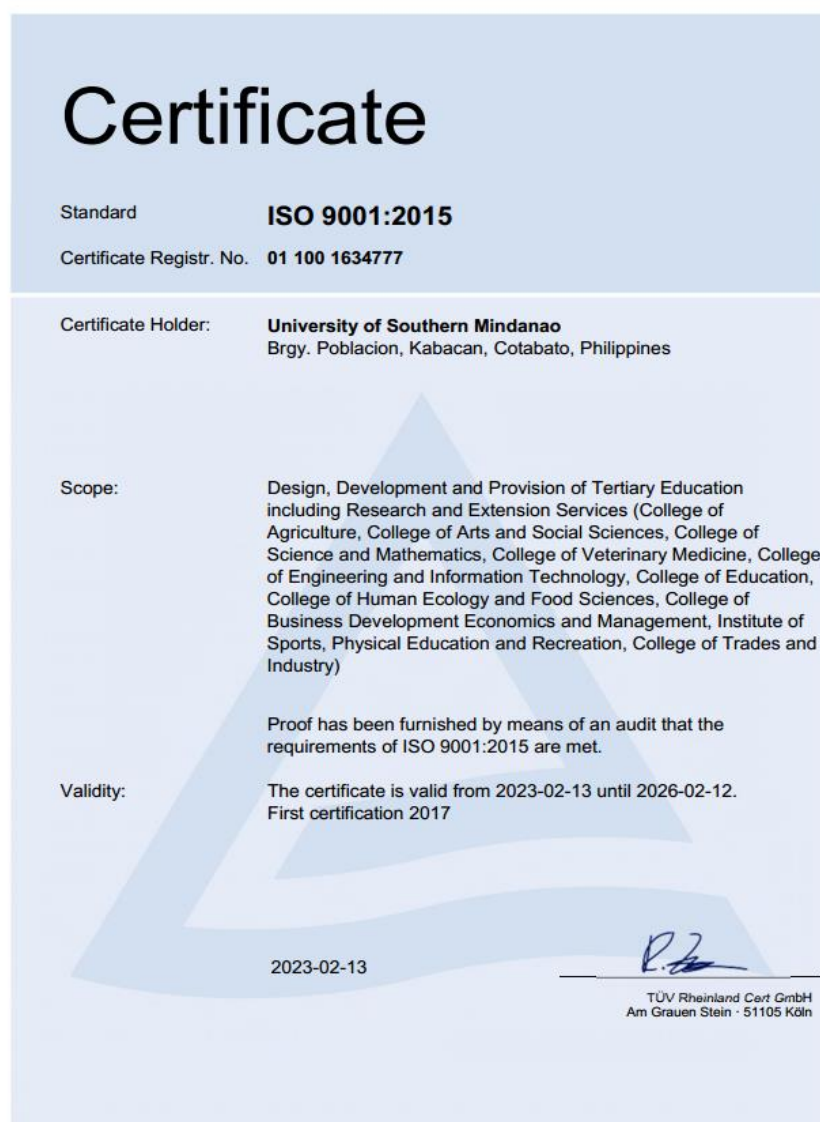 Certificate
Standard ISO 9001:2015
Certificate Registr. No. 01 100 1634777
Certificate Holder: University of Southern Mindanao
Brgy. Poblacion, Kabacan, Cotabato, Philippines
Scope: Design, Development and Provision of Tertiary Education
including Research and Extension Services (College of
Agriculture, College of Arts and Social Sciences, College of
Science and Mathematics, College of Veterinary Medicine, College
of Engineering and Information Technology, College of Education,
College of Human Ecology and Food Sciences, College of
Business Development Economics and Management, Institute of
Sports, Physical Education and Recreation, College of Trades and
Industry)
Proof has been furnished by means of an audit that the
requirements of ISO 9001:2015 are met.
Validity: The certificate is valid from 2023-02-13 until 2026-02-12.
First certification 2017
2023-02-13
TÜV Rheinland Cert GmbH
Am Grauen Stein · 51105 Köln